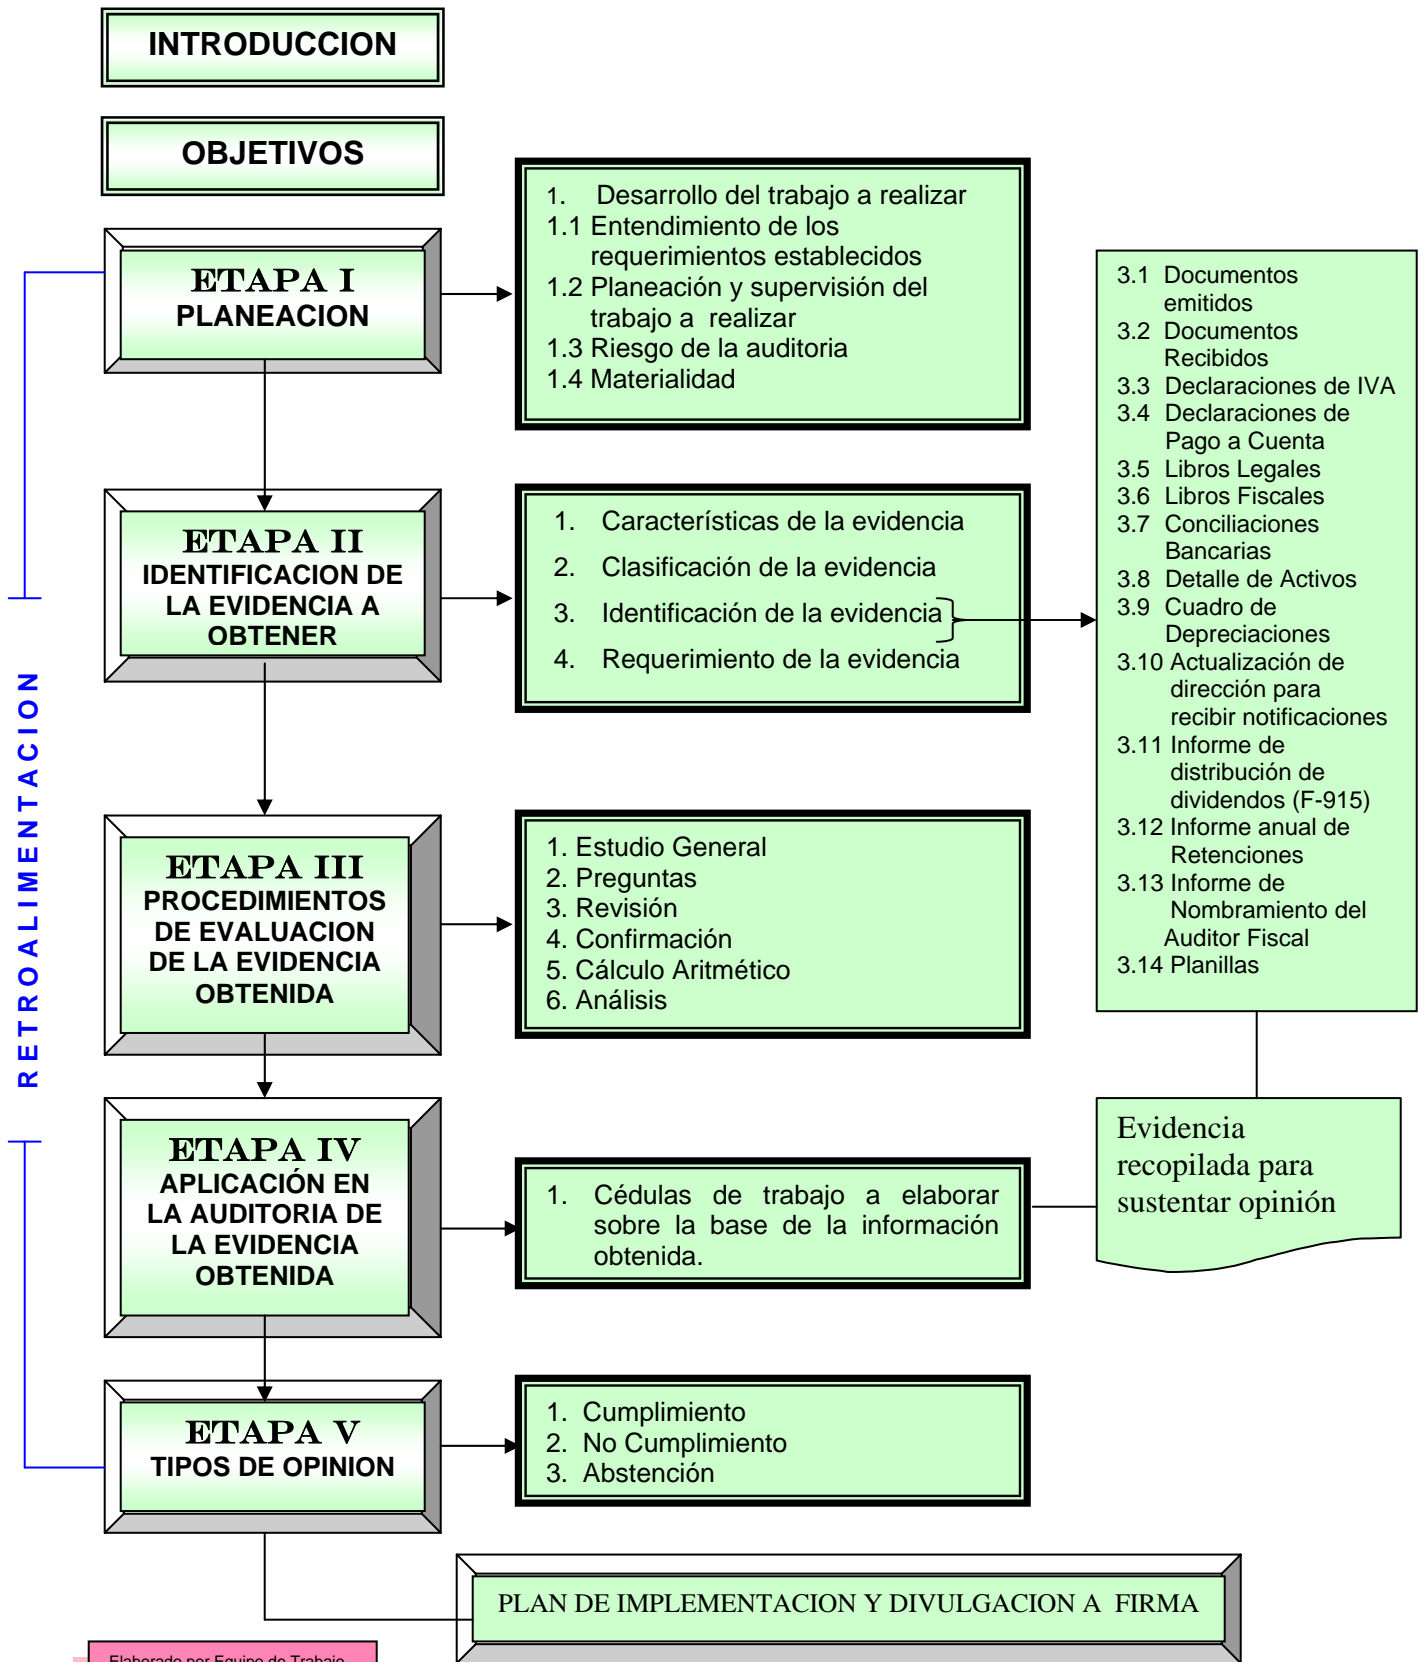 INTRODUCCION
OBJETIVOS
ETAPA I
PLANEACION
1. Desarrollo del trabajo a realizar
1.1 Entendimiento de los
requerimientos establecidos
1.2 Planeación y supervisión del
trabajo a realizar
1.3 Riesgo de la auditoria
1.4 Materialidad
ETAPA II
IDENTIFICACION DE
LA EVIDENCIA A
OBTENER
1. Características de la evidencia
2. Clasificación de la evidencia
3. Identificación de la evidencia
4. Requerimiento de la evidencia
3.1 Documentos
emitidos
3.2 Documentos
Recibidos
3.3 Declaraciones de IVA
3.4 Declaraciones de
Pago a Cuenta
3.5 Libros Legales
3.6 Libros Fiscales
3.7 Conciliaciones
Bancarias
3.8 Detalle de Activos
3.9 Cuadro de
Depreciaciones
3.10 Actualización de
dirección para
recibir notificaciones
3.11 Informe de
distribución de
dividendos (F-915)
3.12 Informe anual de
Retenciones
3.13 Informe de
Nombramiento del
Auditor Fiscal
3.14 Planillas
RETROALIMENTACION
ETAPA III
PROCEDIMIENTOS
DE EVALUACION
DE LA EVIDENCIA
OBTENIDA
1. Estudio General
2. Preguntas
3. Revisión
4. Confirmación
5. Cálculo Aritmético
6. Análisis
ETAPA IV
APLICACIÓN EN
LA AUDITORIA DE
LA EVIDENCIA
OBTENIDA
1. Cédulas de trabajo a elaborar
sobre la base de la información
obtenida.
Evidencia
recopilada para
sustentar opinión
ETAPA V
TIPOS DE OPINION
1. Cumplimiento
2. No Cumplimiento
3. Abstención
PLAN DE IMPLEMENTACION Y DIVULGACION A FIRMA
Elaborado por Equipo de Trabajo